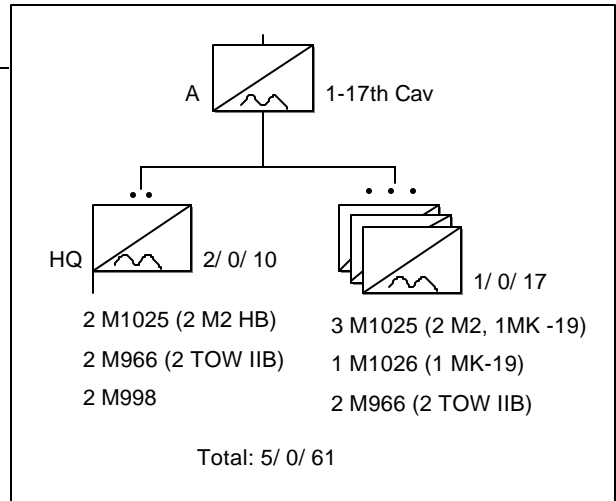 A 1-17th Cav
HQ 2/ 0/ 10
1/ 0/ 17
2 M1025 (2 M2 HB)
2 M966 (2 TOW IIB)
2 M998
3 M1025 (2 M2, 1MK -19)
1 M1026 (1 MK-19)
2 M966 (2 TOW IIB)
Total: 5/ 0/ 61